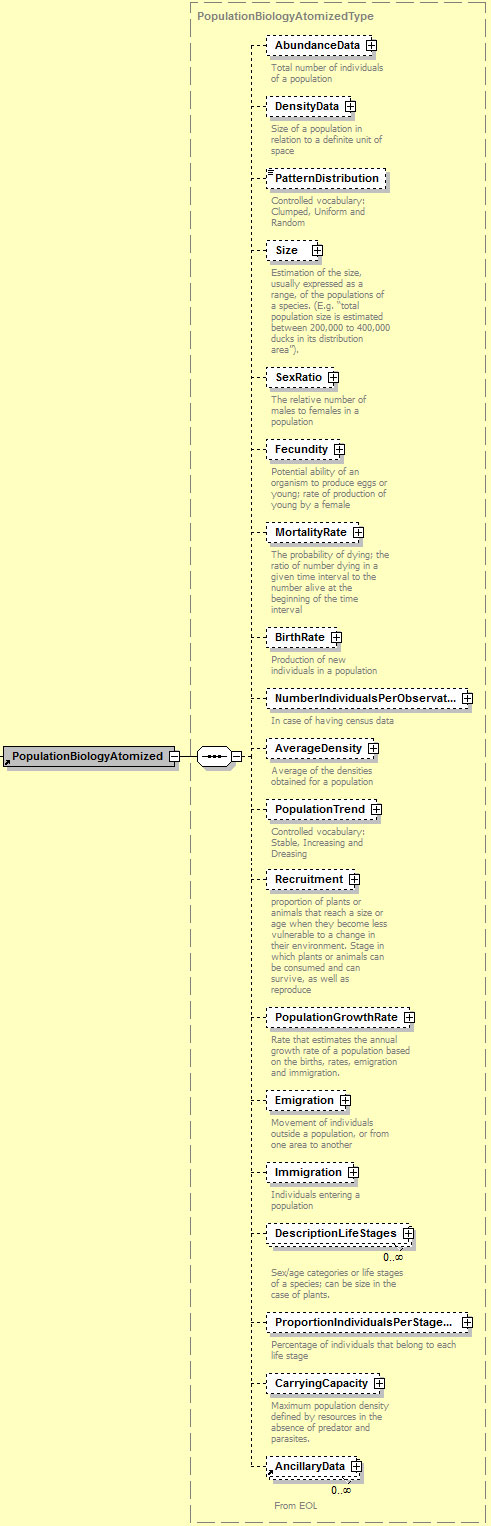 PopulationBiologyAtomizedType
AbundanceData
Total number of individuals
of a population
DensityData
Size of a population in
relation to a definite unit of
space
PatternDistribution
Controlled vocabulary:
Clumped, Uniform and
Random
Size
Estimation of the size,
usually expressed as a
range, of the populations of
a species. (E.g. "total
population size is estimated
between 200,000 to 400,000
ducks in its distribution
area").
SexRatio
The relative number of
males to females in a
population
Fecundity
Potential ability of an
organism to produce eggs or
young; rate of production of
young by a female
MortalityRate
The probability of dying; the
ratio of number dying in a
given time interval to the
number alive at the
beginning of the time
interval
BirthRate
Production of new
individuals in a population
NumberIndividualsPerObservat...
In case of having census data
PopulationBiologyAtomized
AverageDensity
Average of the densities
obtained for a population
PopulationTrend
Controlled vocabulary:
Stable, Increasing and
Dreasing
Recruitment
proportion of plants or
animals that reach a size or
age when they become less
vulnerable to a change in
their environment. Stage in
which plants or animals can
be consumed and can
survive, as well as
reproduce
PopulationGrowthRate
Rate that estimates the annual
growth rate of a population based
on the births, rates, emigration
and immigration.
Emigration
Movement of individuals
outside a population, or from
one area to another
Immigration
Individuals entering a
population
DescriptionLifeStages
0..∞
Sex/age categories or life stages
of a species; can be size in the
case of plants.
ProportionIndividualsPerStage...
Percentage of individuals that belong to each
life stage
CarryingCapacity
Maximum population density
defined by resources in the
absence of predator and
parasites.
AncillaryData
0..∞
From EOL